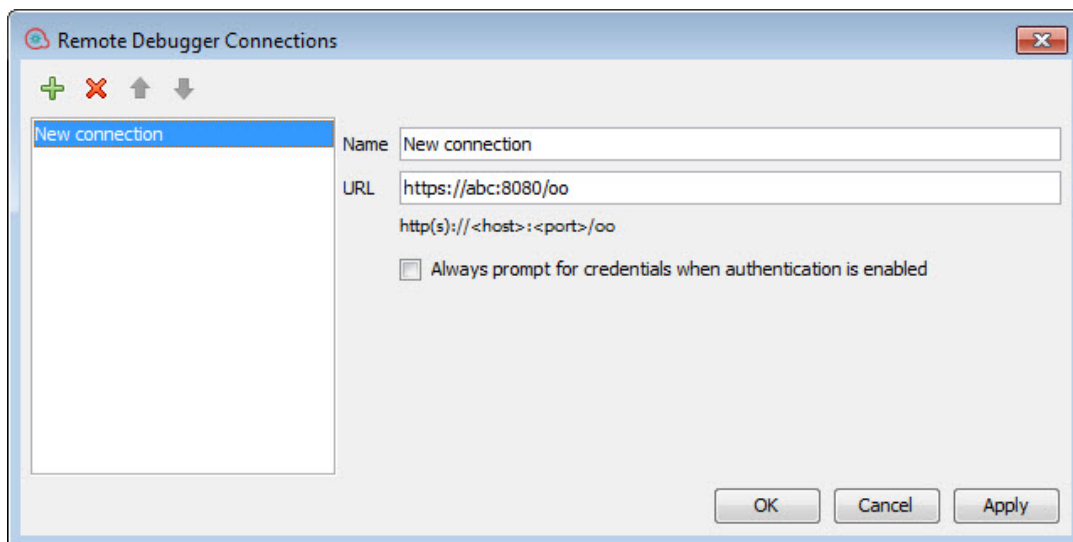 Remote Debugger Connections
New connection
Name New connection
URL https://abc:8080/oo
http(s)://<host>:<port>/oo
Always prompt for credentials when authentication is enabled
OK Cancel Apply